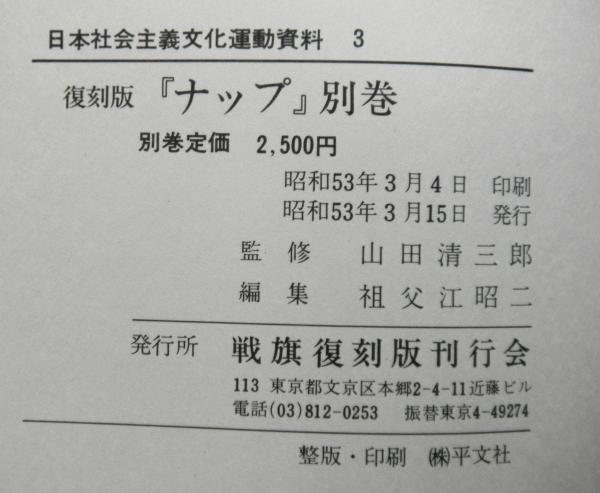 日本社会主義文化運動資料 3
復刻版 『ナップ』別巻
別巻定価 2,500円
昭和53年3月4日 印刷
昭和53年3月15日 発行
監修 山田清三郎
編集 祖父江昭二
発行所 戦旗復刻版刊行会
113 東京都文京区本郷2-4-11近藤ビル
電話(03)812-0253 振替東京4-49274
整版・印刷 ㈱平文社